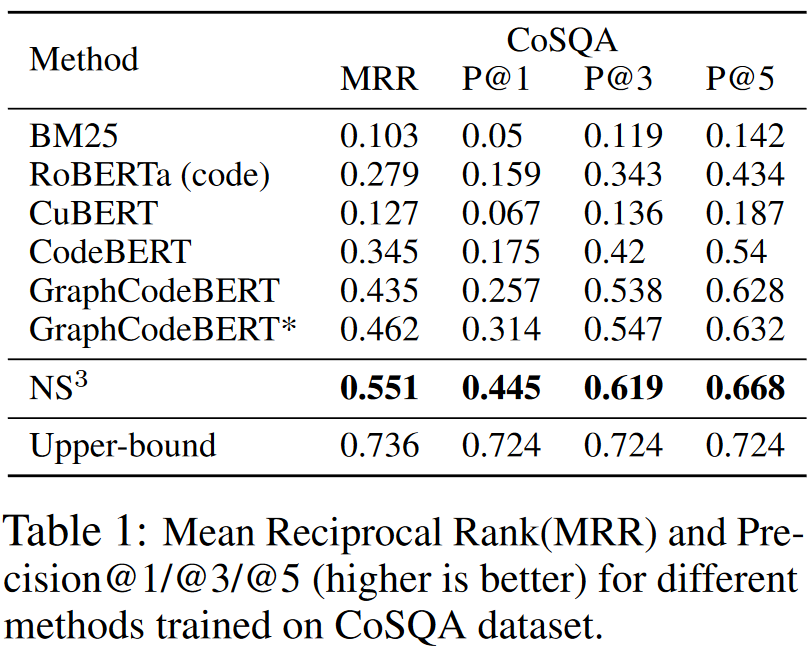 Method CoSQA
MRR P@1 P@3 P@5
BM25 0.103 0.05 0.119 0.142
RoBERTa (code) 0.279 0.159 0.343 0.434
CuBERT 0.127 0.067 0.136 0.187
CodeBERT 0.345 0.175 0.42 0.54
GraphCodeBERT 0.435 0.257 0.538 0.628
GraphCodeBERT* 0.462 0.314 0.547 0.632
NS³ 0.551 0.445 0.619 0.668
Upper-bound 0.736 0.724 0.724 0.724
Table 1: Mean Reciprocal Rank(MRR) and Pre-
cision@1/@3/@5 (higher is better) for different
methods trained on CoSQA dataset.